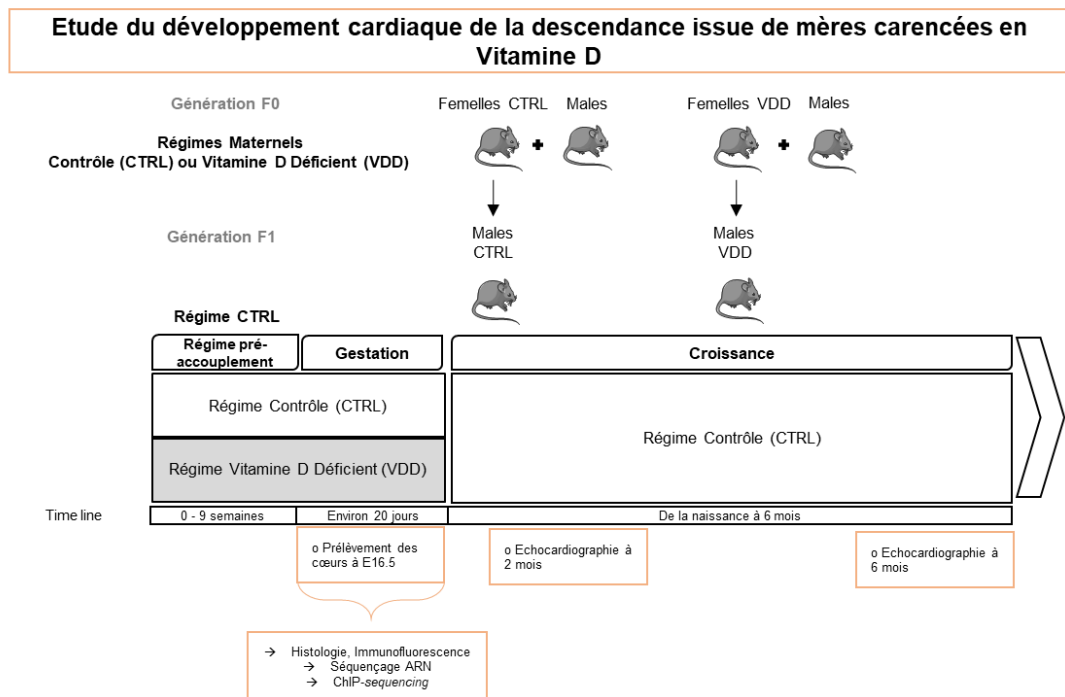 Etude du développement cardiaque de la descendance issue de mères carencées en
Vitamine D
Génération F0
Femelles CTRL
Males
Femelles VDD
Males
Régimes Maternels
Contrôle (CTRL) ou Vitamine D Déficient (VDD)
+
+
Génération F1
Males
CTRL
Males
VDD
Régime CTRL
Régime pré-
accouplement
Gestation
Croissance
Régime Contrôle (CTRL)
Régime Contrôle (CTRL)
Régime Vitamine D Déficient (VDD)
Time line
0 - 9 semaines
Environ 20 jours
De la naissance à 6 mois
o Prélèvement des
cœurs à E16.5
o Echocardiographie à
2 mois
o Echocardiographie à
6 mois
→ Histologie, Immunofluorescence
→ Séquençage ARN
→ ChIP-sequencing